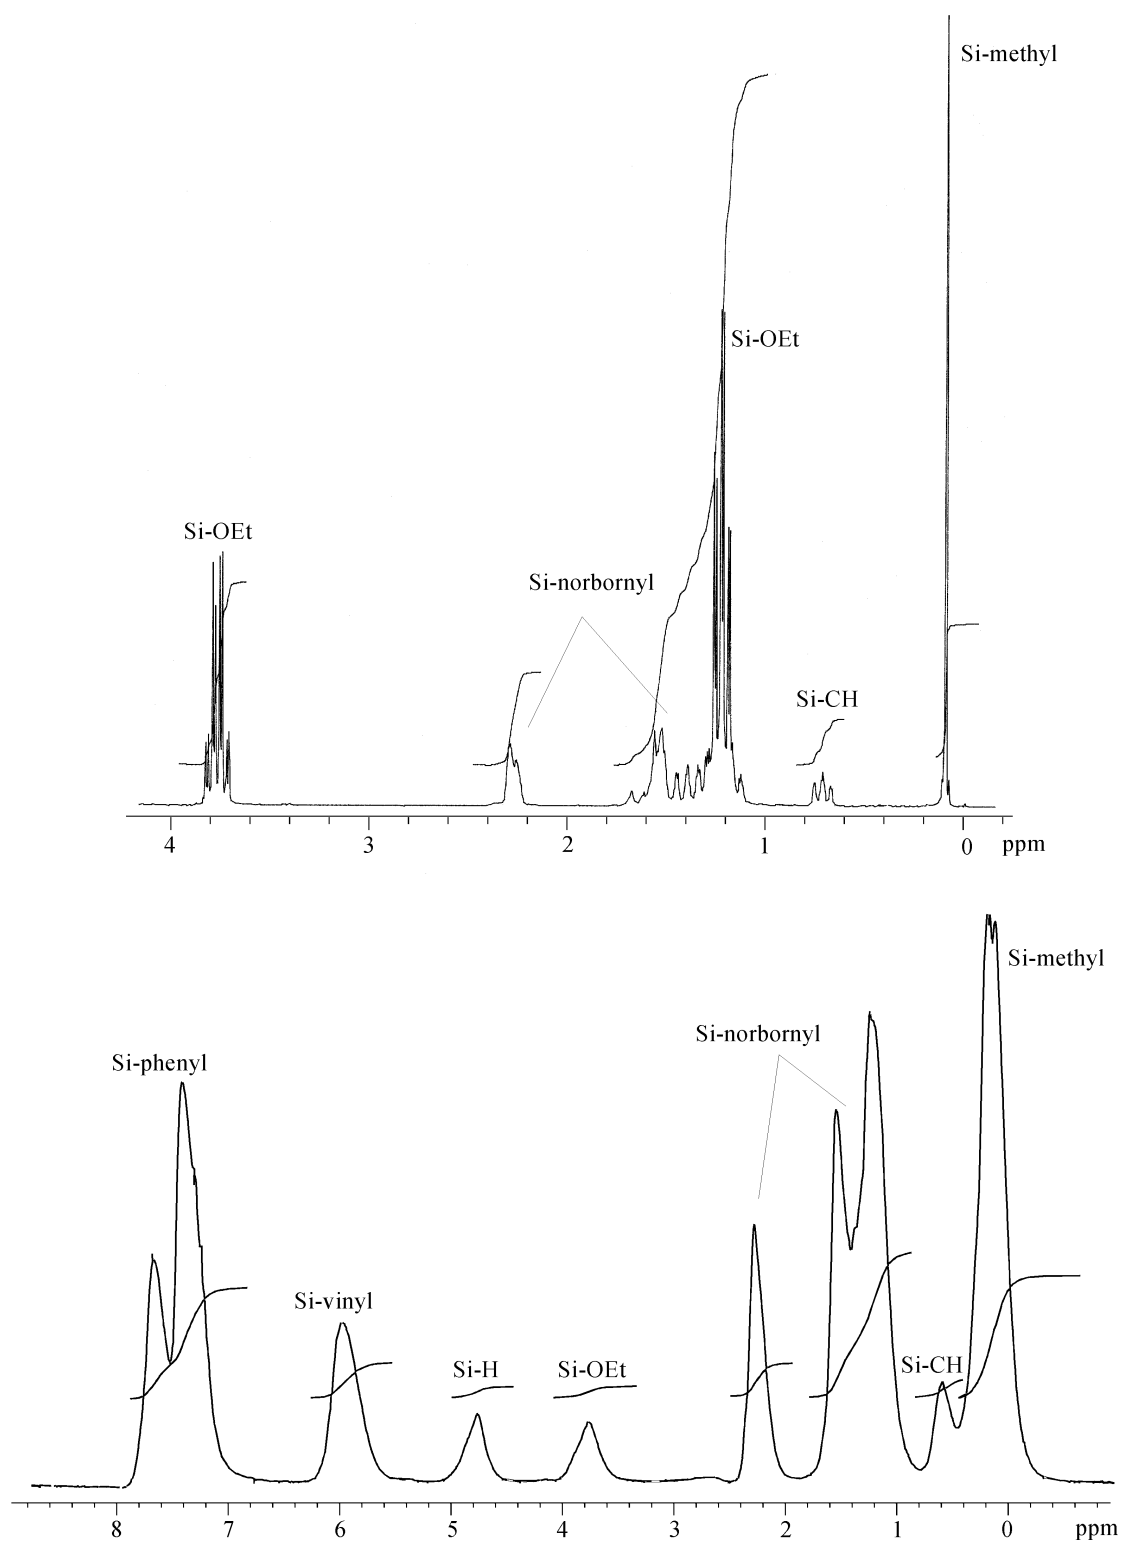 Si-methyl
Si-OEt
Si-OEt
Si-norbornyl
Si-CH
4 3 2 1 0 ppm
Si-methyl
Si-norbornyl
Si-phenyl
Si-vinyl
Si-H Si-OEt Si-CH
8 7 6 5 4 3 2 1 0 ppm